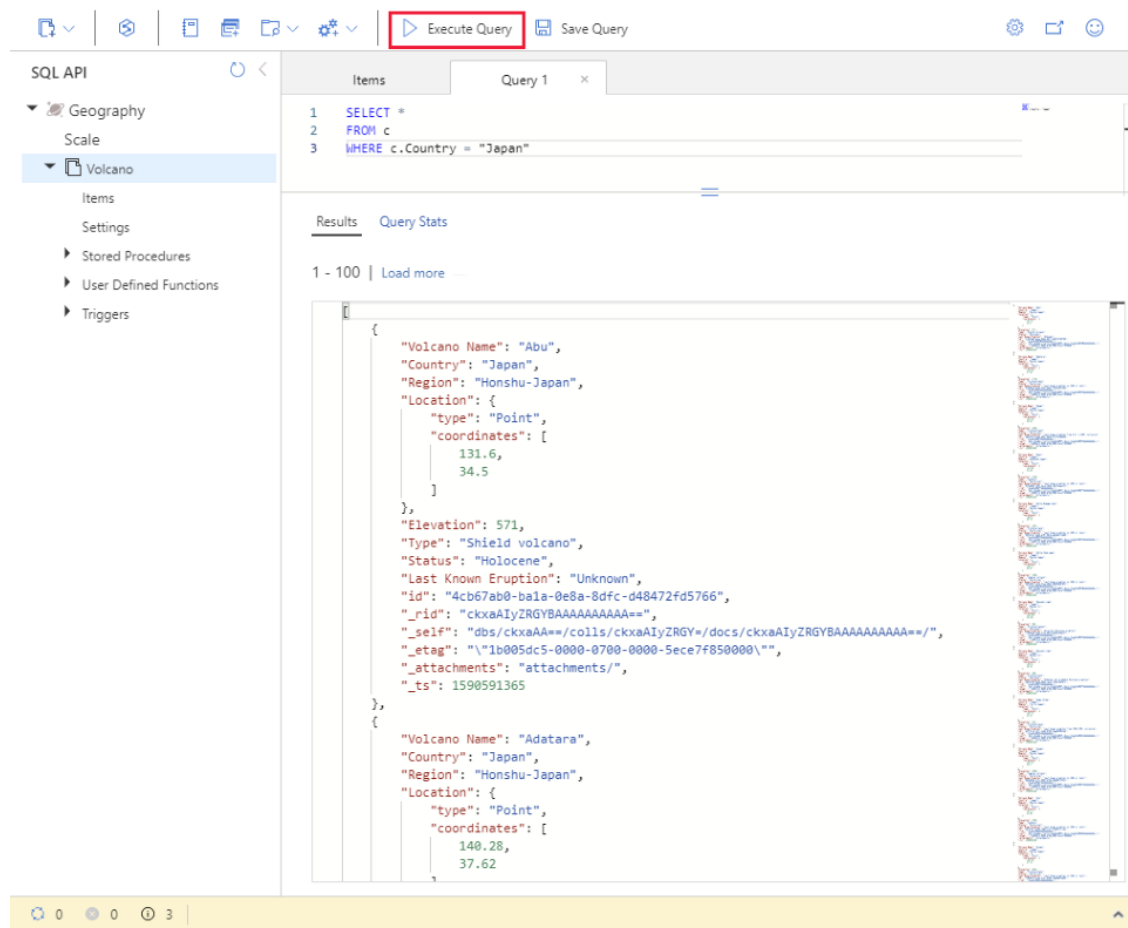 Execute Query
Save Query
SQL API
Geography
Scale
Volcano
Items
Settings
Stored Procedures
User Defined Functions
Triggers
Items
Query 1
1 SELECT *
2 FROM c
3 WHERE c.Country = "Japan"
Results Query Stats
1 - 100 | Load more
[
{
"Volcano Name": "Abu",
"Country": "Japan",
"Region": "Honshu-Japan",
"Location": {
"type": "Point",
"coordinates": [
131.6,
34.5
]
},
"Elevation": 571,
"Type": "Shield volcano",
"Status": "Holocene",
"Last Known Eruption": "Unknown",
"id": "4cb67ab0-ba1a-0e8a-8dfc-d48472fd5766",
"_rid": "ckxaAIyZRGYBAAAAAAAAAA==",
"_self": "dbs/ckxaAA==/colls/ckxaAIyZRGY=/docs/ckxaAIyZRGYBAAAAAAAAAA==/",
"_etag": "\"1b005dc5-0000-0700-0000-5ece7f850000\"",
"_attachments": "attachments/",
"_ts": 1590591365
},
{
"Volcano Name": "Adatara",
"Country": "Japan",
"Region": "Honshu-Japan",
"Location": {
"type": "Point",
"coordinates": [
140.28,
37.62
0 0 3